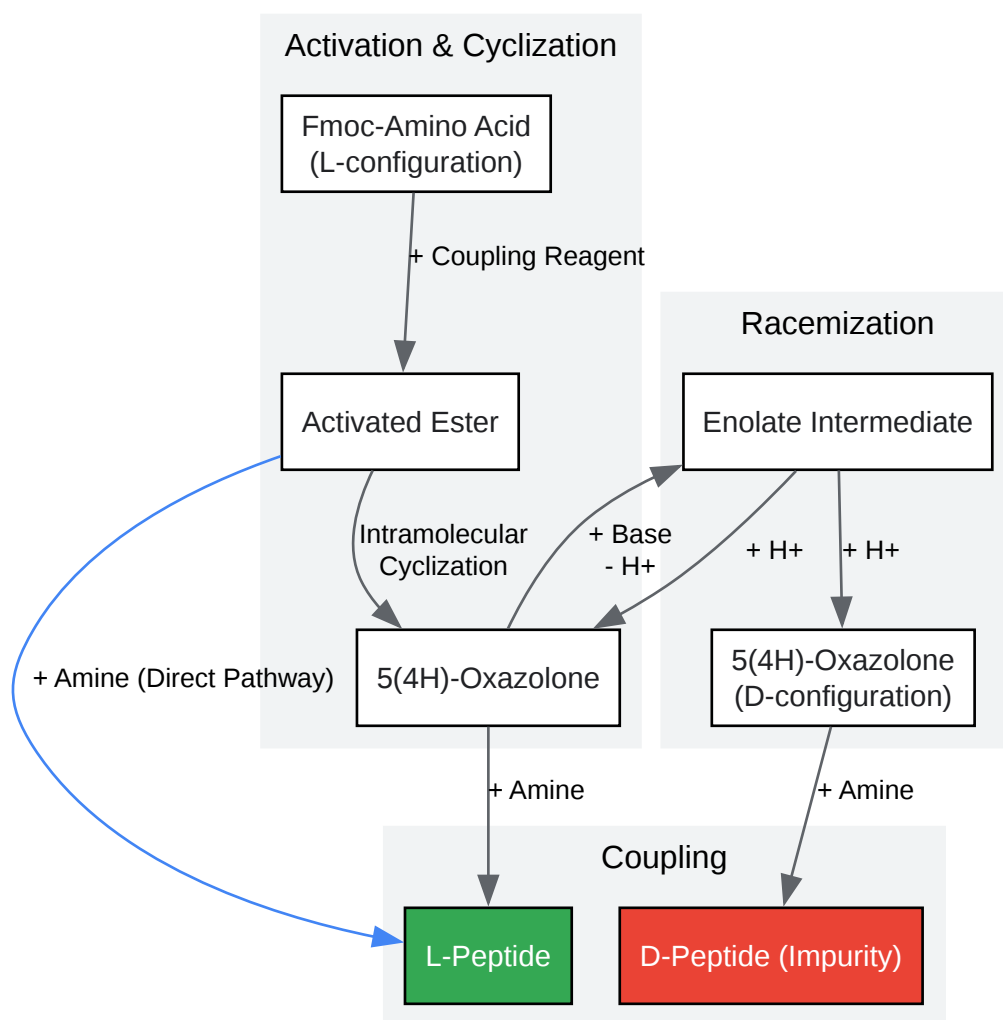 Activation & Cyclization
Fmoc-Amino Acid
(L-configuration)
+ Coupling Reagent
Racemization
Activated Ester
Enolate Intermediate
Intramolecular
Cyclization
+ Base
- H+
+ H+
+ H+
+ Amine (Direct Pathway)
5(4H)-Oxazolone
5(4H)-Oxazolone
(D-configuration)
+ Amine
+ Amine
Coupling
L-Peptide
D-Peptide (Impurity)